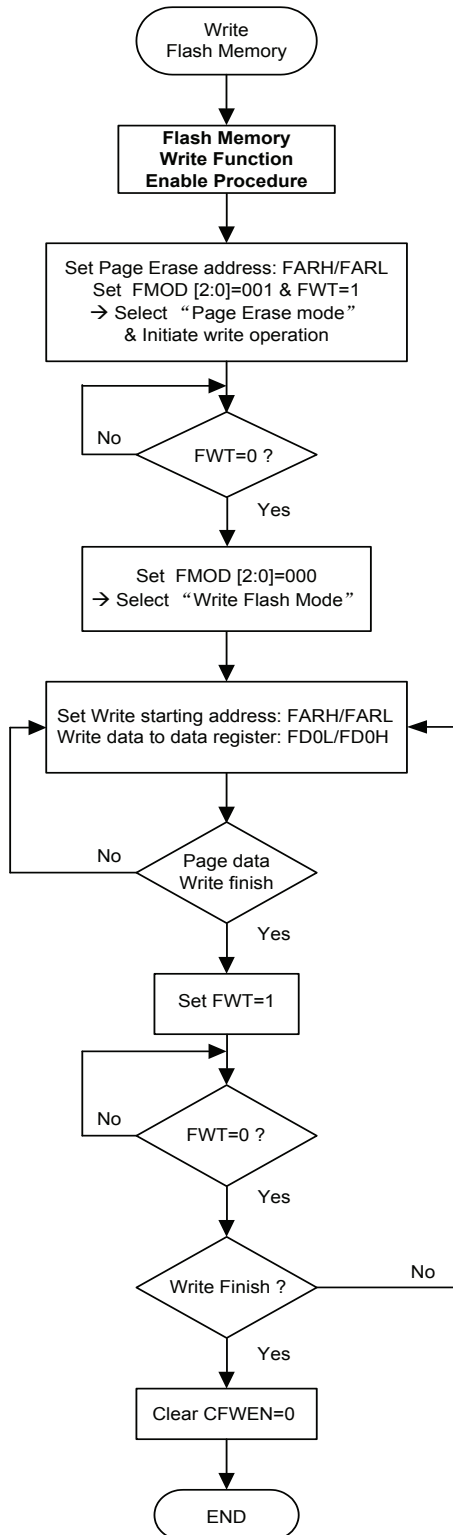 Write
Flash Memory
Flash Memory
Write Function
Enable Procedure
Set Page Erase address: FARH/FARL
Set FMOD [2:0]=001 & FWT=1
→ Select “Page Erase mode”
& Initiate write operation
No
FWT=0 ?
Yes
Set FMOD [2:0]=000
→ Select “Write Flash Mode”
Set Write starting address: FARH/FARL
Write data to data register: FD0L/FD0H
No
Page data
Write finish
Yes
Set FWT=1
No
FWT=0 ?
Yes
Write Finish ?
No
Yes
Clear CFWEN=0
END